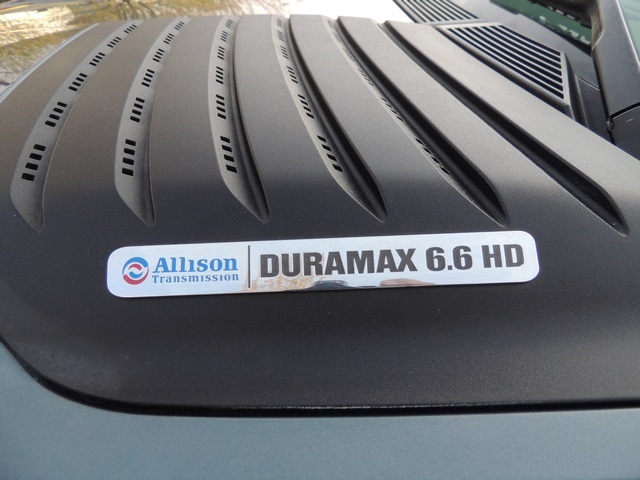 Allison
Transmission
DURAMAX 6.6 HD